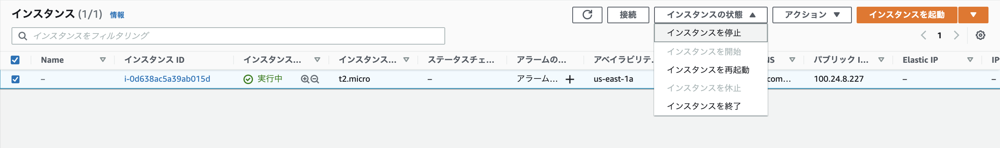 インスタンス (1/1) 情報
接続
インスタンスの状態
アクション
インスタンスを起動
インスタンスをフィルタリング
1
インスタンスを停止
インスタンスを開始
インスタンスを再起動
インスタンスを休止
インスタンスを終了
Name インスタンス ID インスタンス... インスタンス... ステータスチェ... アラームの... アベイラビリテ. NS パブリック I... Elastic IP IP
– i-0d638ac5a39ab015d 実行中 t2.micro – アラーム... us-east-1a com... 100.24.8.227 – –